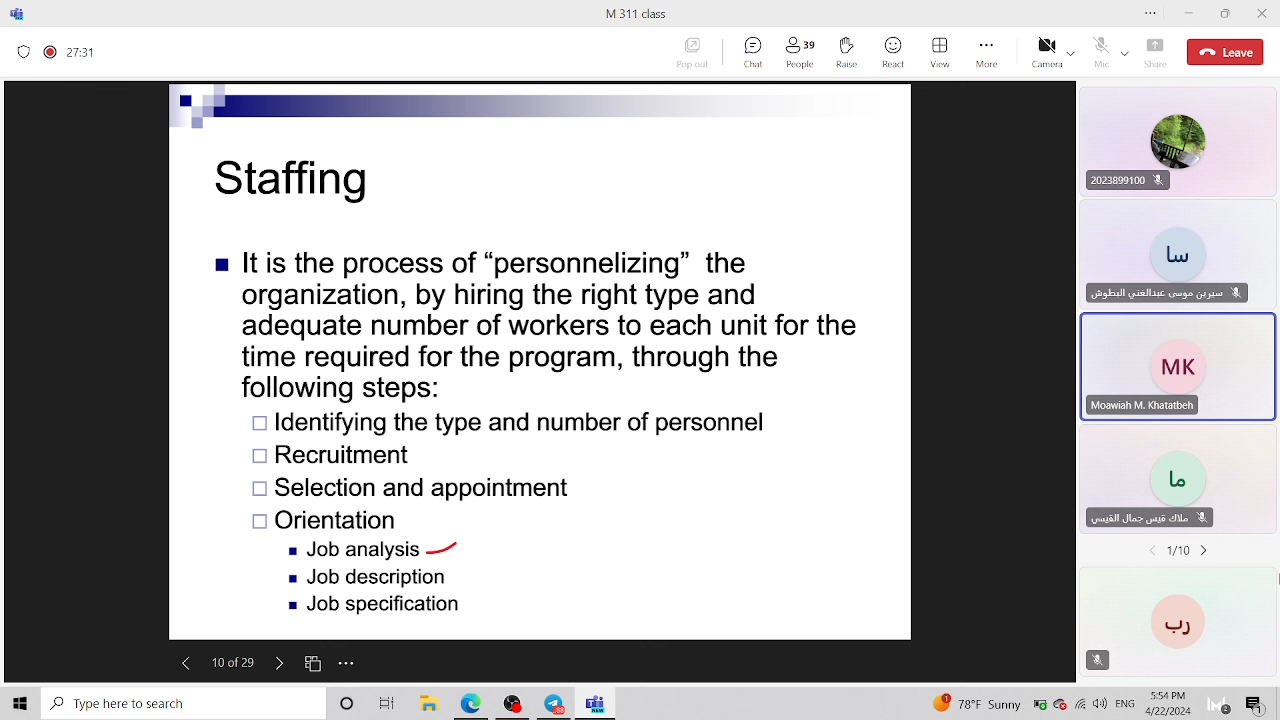 M 311 class
27:31
Pop out
Chat
39
People
Raise
React
View
More
Camera
Mic
Share
Leave
Staffing
It is the process of “personnelizing” the
organization, by hiring the right type and
adequate number of workers to each unit for the
time required for the program, through the
following steps:
Identifying the type and number of personnel
Recruitment
Selection and appointment
Orientation
Job analysis
Job description
Job specification
10 of 29
2023899100
سا
سيرين موسى عبدالغني قطوش
MK
Moawiah M. Khatatbeh
ما
ملاك قيس جمال القيسي
1/10
رب
Type here to search
NEW
1
78°F Sunny
ENG
5:54 PM
4/22/2024
2
1